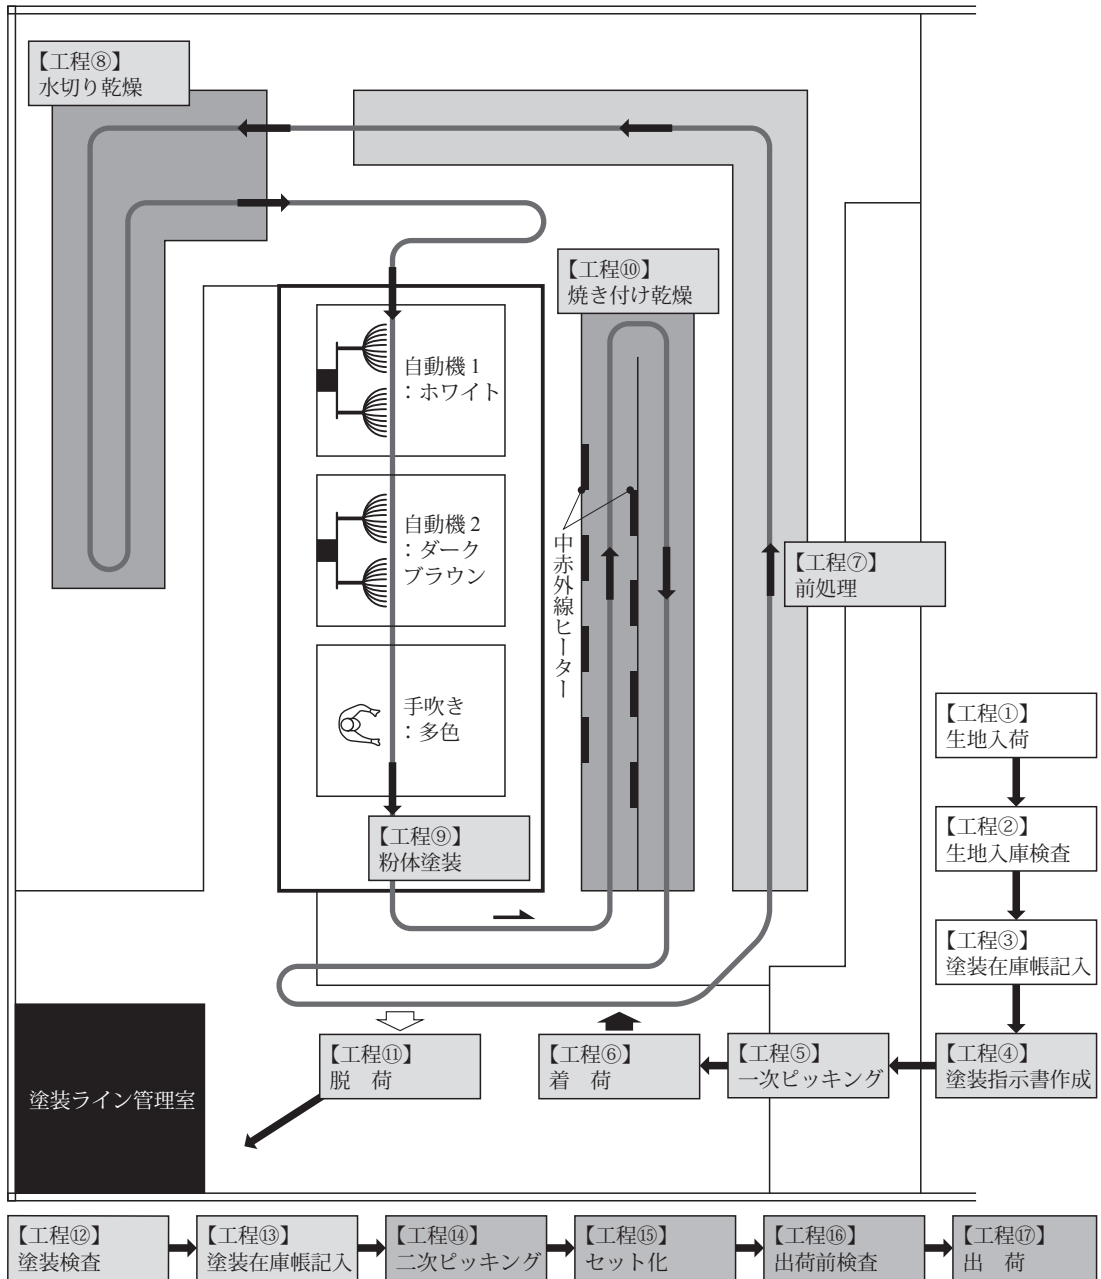 【工程⑧】
水切り乾燥
【工程⑩】
焼き付け乾燥
自動機1
：ホワイト
自動機2
：ダーク
ブラウン
中赤外線ヒーター
【工程⑦】
前処理
手吹き
：多色
【工程⑨】
粉体塗装
【工程①】
生地入荷
【工程②】
生地入庫検査
【工程③】
塗装在庫帳記入
【工程④】
塗装指示書作成
【工程⑤】
一次ピッキング
【工程⑥】
着　荷
【工程⑪】
脱　荷
塗装ライン管理室
【工程⑫】
塗装検査
【工程⑬】
塗装在庫帳記入
【工程⑭】
二次ピッキング
【工程⑮】
セット化
【工程⑯】
出荷前検査
【工程⑰】
出　荷